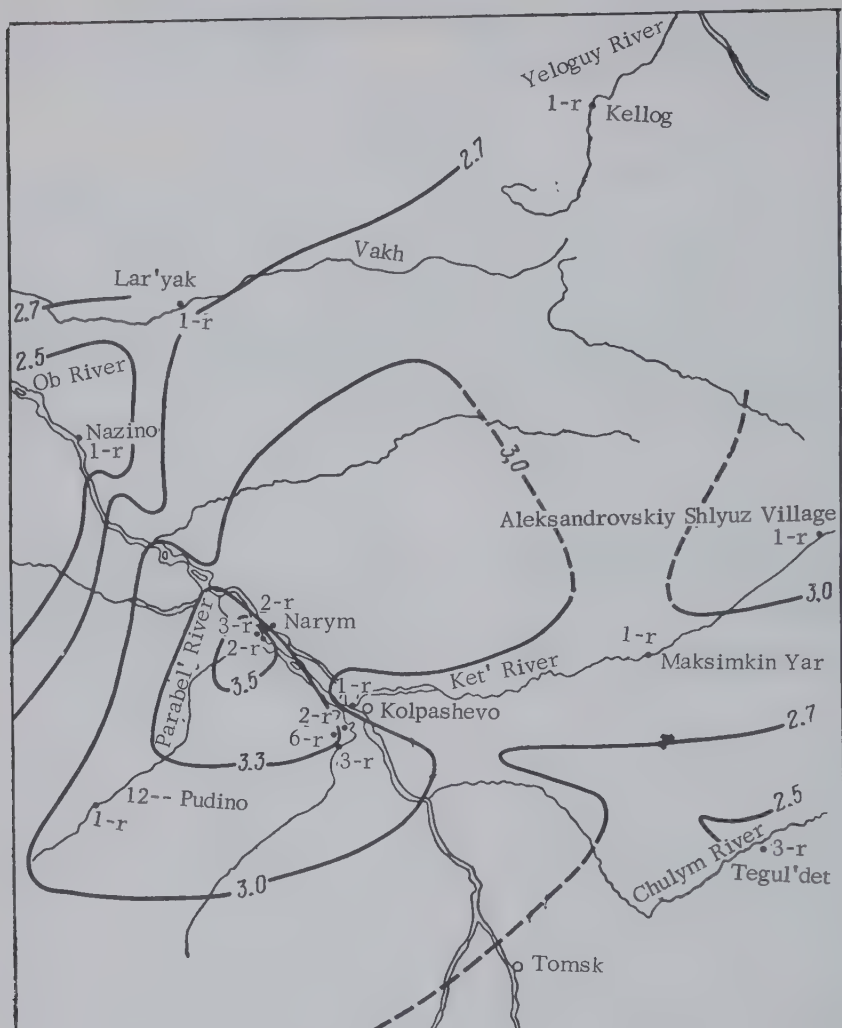 Yeloguy River
1-r
Kellog
2.7
Vakh
Lar'yak
2.7
1-r
2.5
Ob River
Nazino
1-r
3.0
Aleksandrovskiy Shlyuz Village
1-r
3.0
2-r
3-r
Narym
2-r
1-r
Maksimkin Yar
Parabel' River
3.5
Ket' River
1-r
2-r
Kolpashevo
6-r
3-r
2.7
3.3
12-- Pudino
1-r
2.5
Chulym River
3-r
Tegul'det
3.0
Tomsk